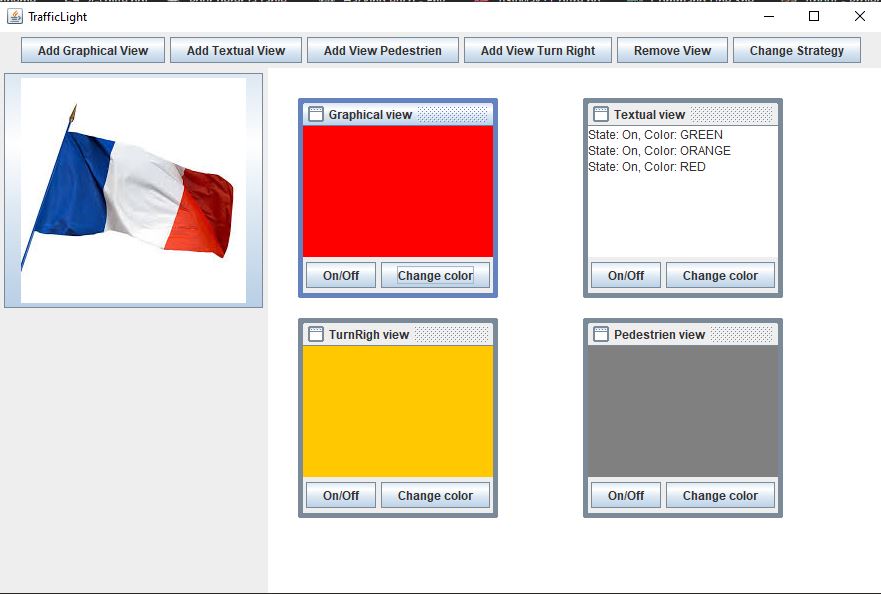 TrafficLight
Add Graphical View Add Textual View Add View Pedestrien Add View Turn Right Remove View Change Strategy
Graphical view
On/Off Change color
Textual view
State: On, Color: GREEN
State: On, Color: ORANGE
State: On, Color: RED
On/Off Change color
TurnRigh view
On/Off Change color
Pedestrien view
On/Off Change color